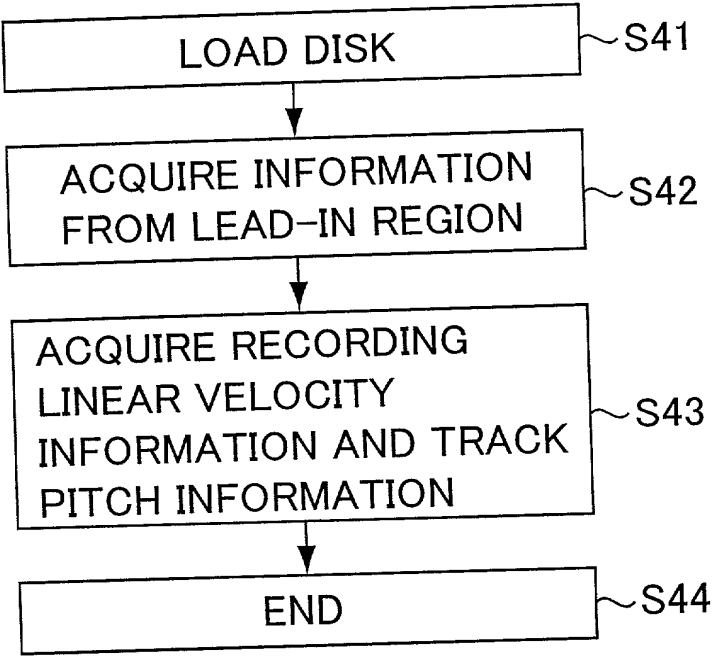 LOAD DISK
S41
ACQUIRE INFORMATION
FROM LEAD-IN REGION
S42
ACQUIRE RECORDING
LINEAR VELOCITY
INFORMATION AND TRACK
PITCH INFORMATION
S43
END
S44